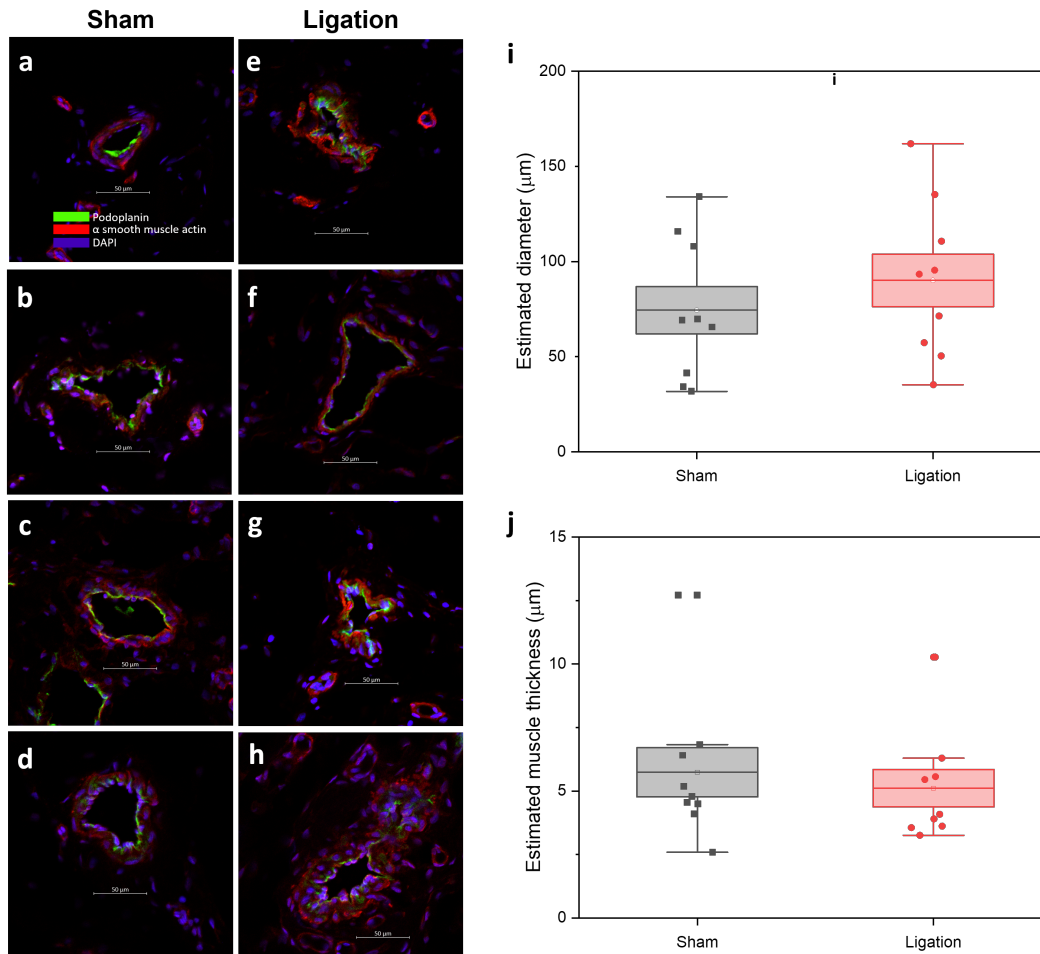 Sham
Ligation
a
50 µm
Podoplanin
α smooth muscle actin
DAPI
e
50 µm
b
50 µm
f
50 µm
c
50 µm
g
50 µm
d
50 µm
h
50 µm
i
i
200
150
100
50
0
Estimated diameter (µm)
Sham
Ligation
j
15
10
5
0
Estimated muscle thickness (µm)
Sham
Ligation